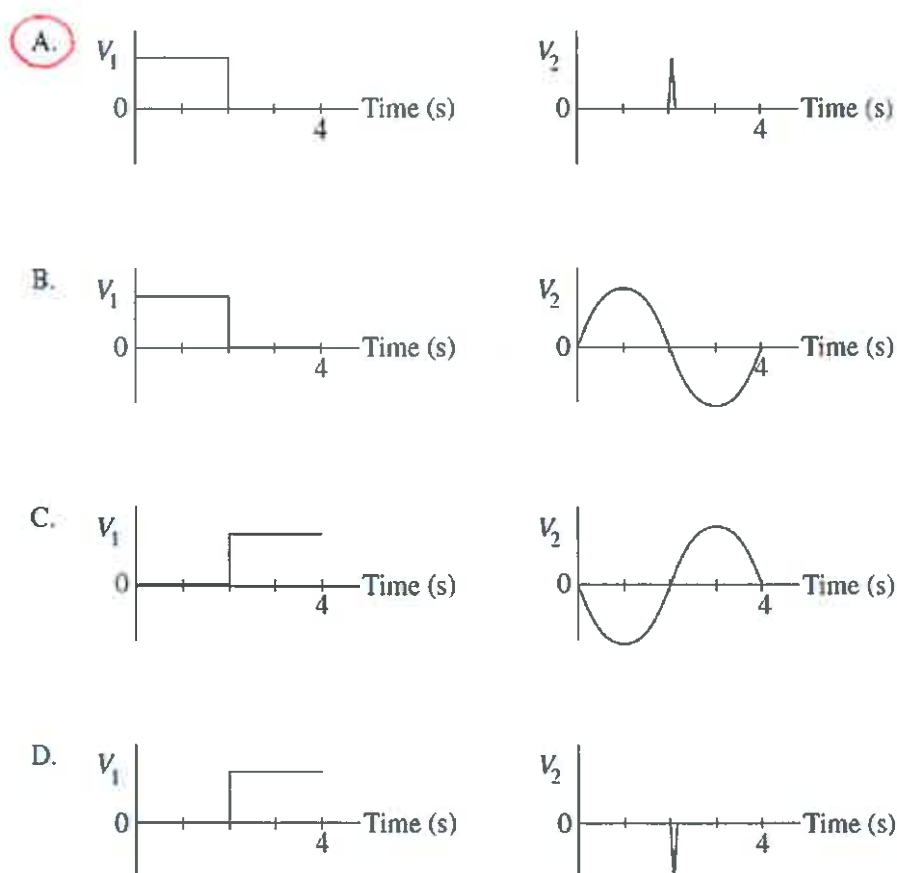 A. V₁ 0 4 Time (s) V₂ 0 4 Time (s)
B. V₁ 0 4 Time (s) V₂ 0 4 Time (s)
C. V₁ 0 4 Time (s) V₂ 0 4 Time (s)
D. V₁ 0 4 Time (s) V₂ 0 4 Time (s)